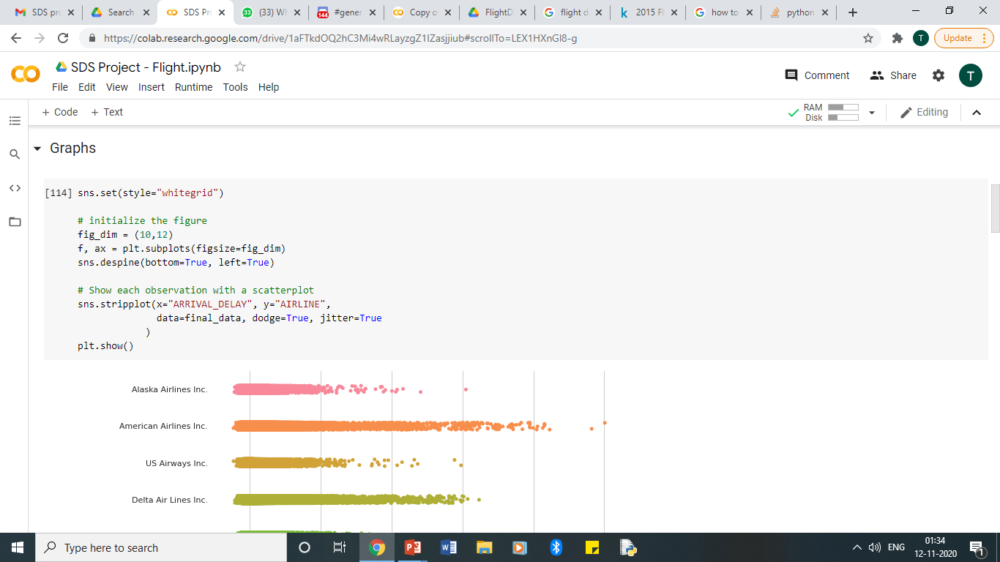 SDS pro
Search
SDS Pro
(33) Wh
#gener
Copy o
FlightD
flight d
2015 Fl
how to
python
https://colab.research.google.com/drive/1aFTkdOQ2hC3Mi4wRLayzgZ1IZasjjiub#scrollTo=LEX1HXnGl8-g
T
Update
SDS Project - Flight.ipynb
Comment
Share
T
File Edit View Insert Runtime Tools Help
+ Code + Text
RAM
Disk
Editing
Graphs
[114] sns.set(style="whitegrid")
# initialize the figure
fig_dim = (10,12)
f, ax = plt.subplots(figsize=fig_dim)
sns.despine(bottom=True, left=True)
# Show each observation with a scatterplot
sns.stripplot(x="ARRIVAL_DELAY", y="AIRLINE",
data=final_data, dodge=True, jitter=True
)
plt.show()
Alaska Airlines Inc.
American Airlines Inc.
US Airways Inc.
Delta Air Lines Inc.
Type here to search
ENG
01:34
12-11-2020
1